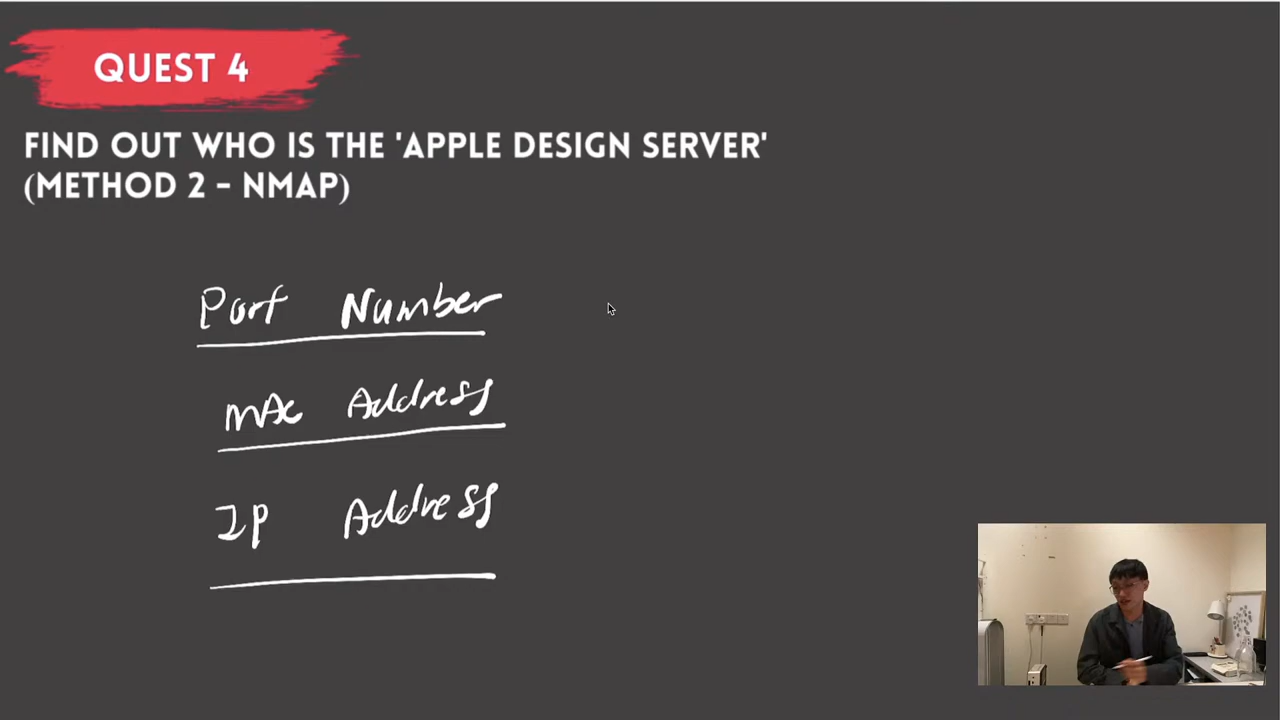 QUEST 4
FIND OUT WHO IS THE 'APPLE DESIGN SERVER'
(METHOD 2 - NMAP)
Port Number
MAC Address
IP Address